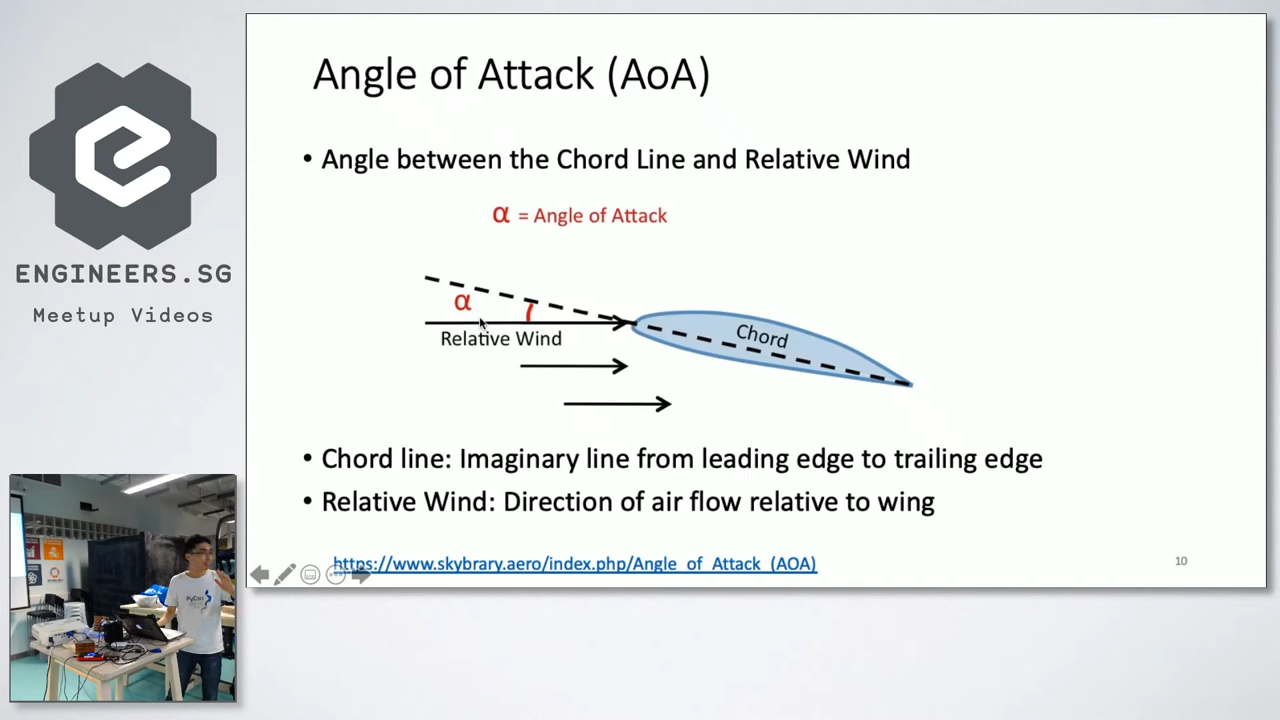 ENGINEERS.SG
Meetup Videos
Angle of Attack (AoA)
• Angle between the Chord Line and Relative Wind
α = Angle of Attack
α
Relative Wind
Chord
• Chord line: Imaginary line from leading edge to trailing edge
• Relative Wind: Direction of air flow relative to wing
https://www.skybrary.aero/index.php/Angle_of_Attack_(AOA)
10
PyCon